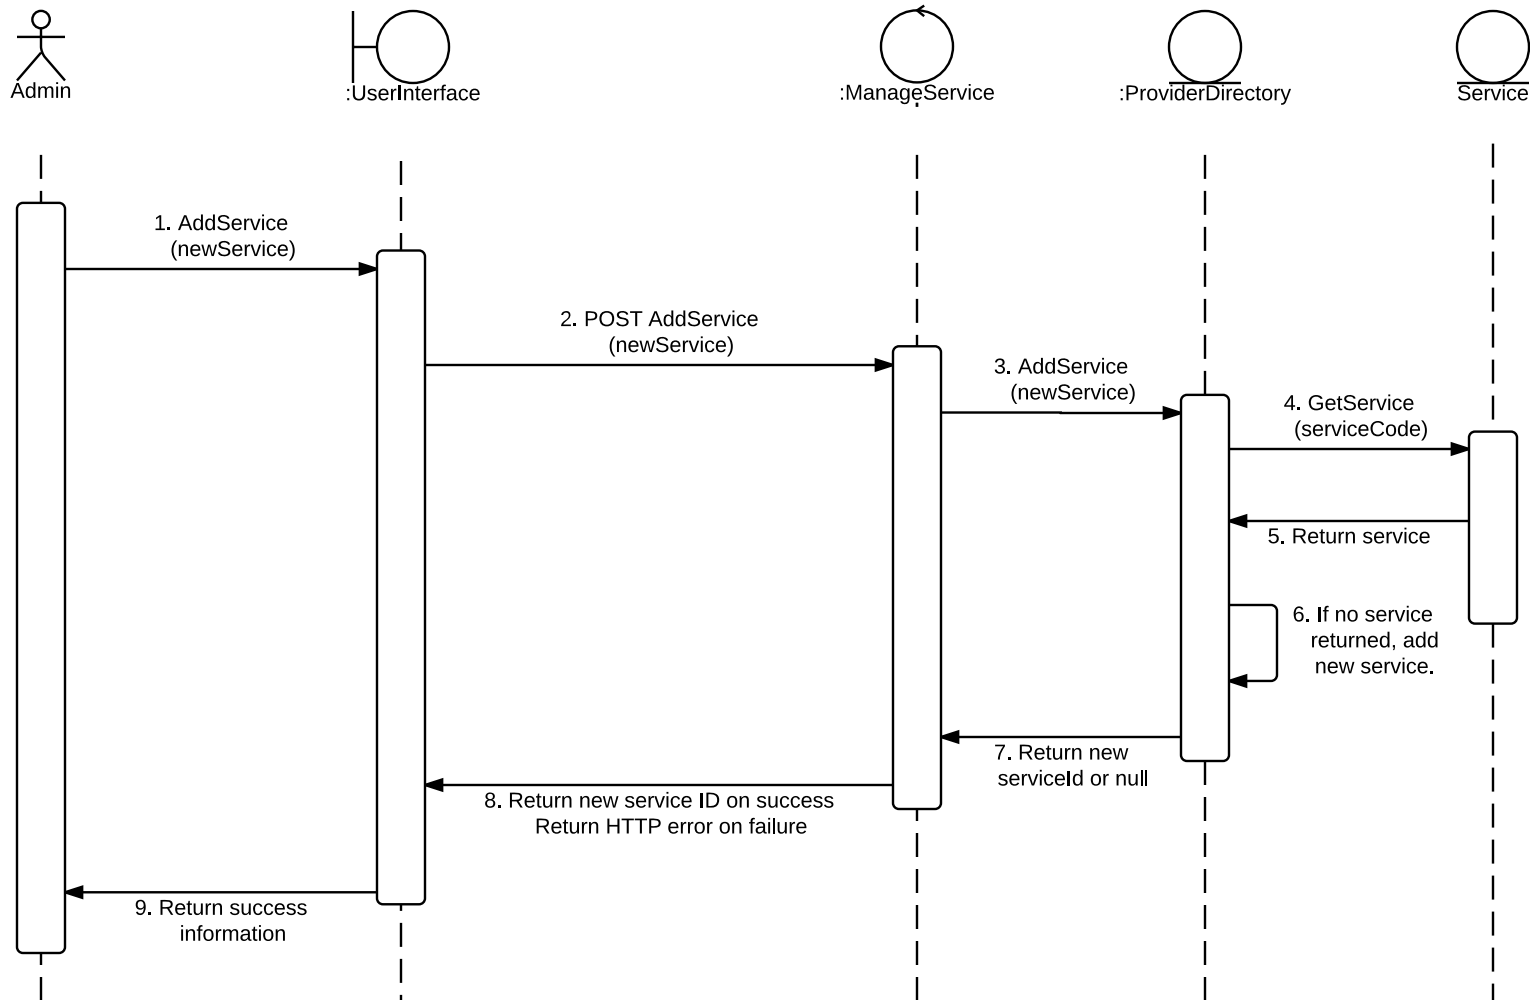 Admin
:UserInterface
:ManageService
:ProviderDirectory
Service
1. AddService
(newService)
2. POST AddService
(newService)
3. AddService
(newService)
4. GetService
(serviceCode)
5. Return service
6. If no service
returned, add
new service.
7. Return new
serviceId or null
8. Return new service ID on success
Return HTTP error on failure
9. Return success
information